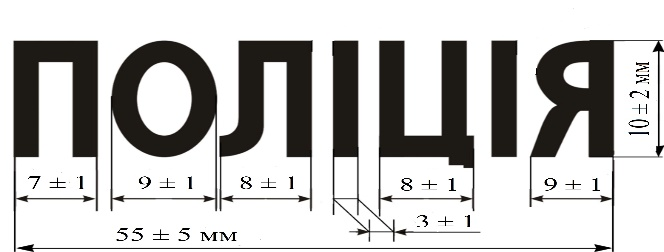 ПОЛІЦІЯ
10 ± 2 мм
7 ± 1 9 ± 1 8 ± 1 8 ± 1 9 ± 1
3 ± 1
55 ± 5 мм